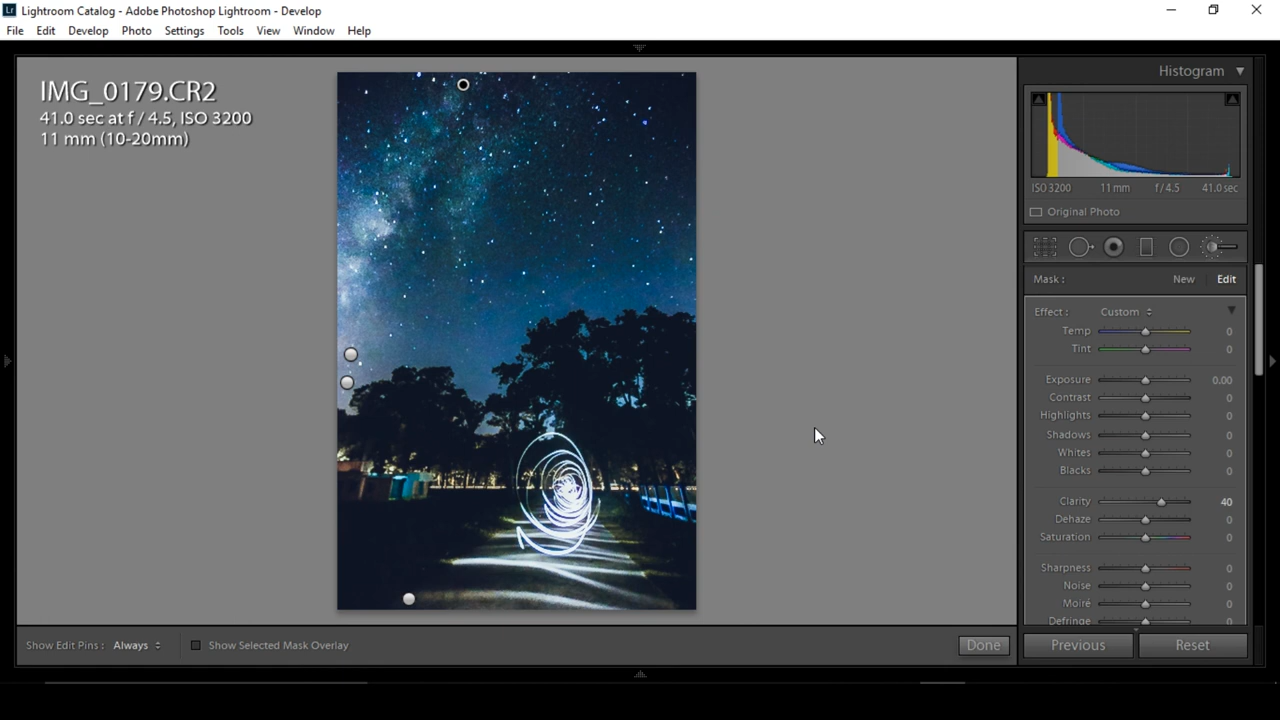 Lr Lightroom Catalog - Adobe Photoshop Lightroom - Develop
File Edit Develop Photo Settings Tools View Window Help
IMG_0179.CR2
41.0 sec at f / 4.5, ISO 3200
11 mm (10-20mm)
Histogram
ISO 3200 11 mm f / 4.5 41.0 sec
Original Photo
Mask : New Edit
Effect : Custom
Temp 0
Tint 0
Exposure 0.00
Contrast 0
Highlights 0
Shadows 0
Whites 0
Blacks 0
Clarity 40
Dehaze 0
Saturation 0
Sharpness 0
Noise 0
Moiré 0
Defringe 0
Show Edit Pins : Always Show Selected Mask Overlay Done Previous Reset